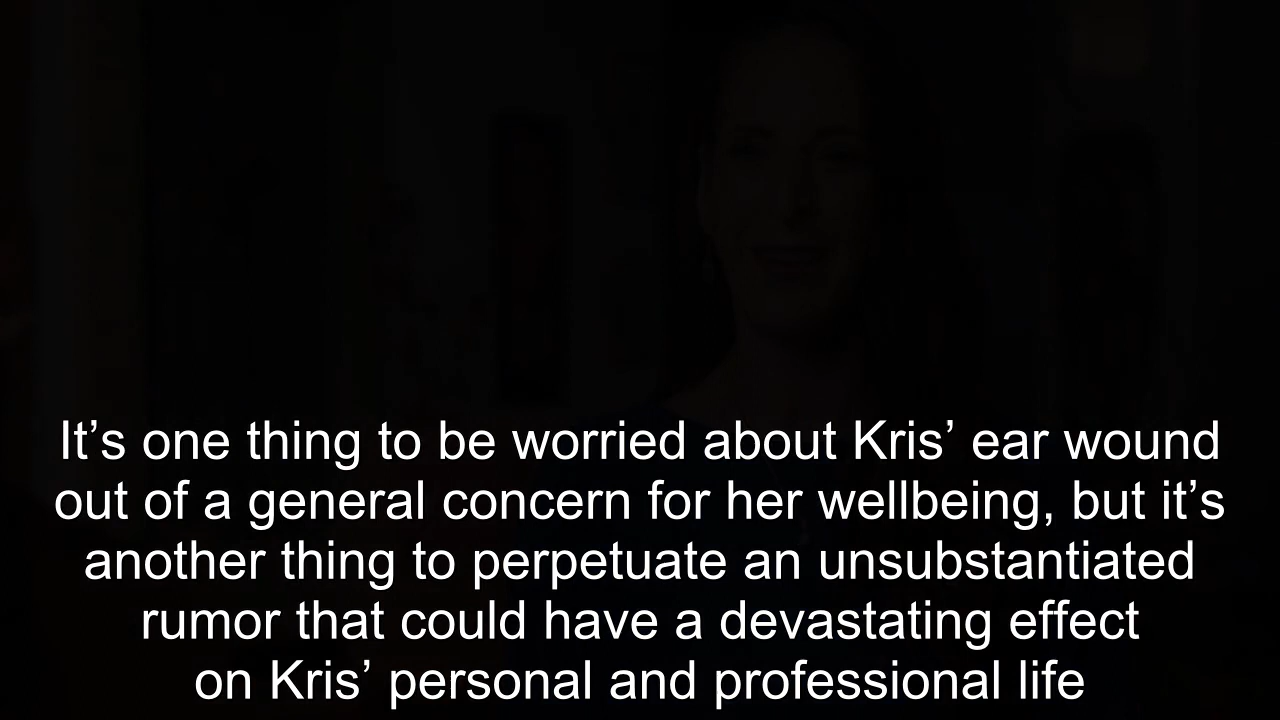 It’s one thing to be worried about Kris’ ear wound
out of a general concern for her wellbeing, but it’s
another thing to perpetuate an unsubstantiated
rumor that could have a devastating effect
on Kris’ personal and professional life